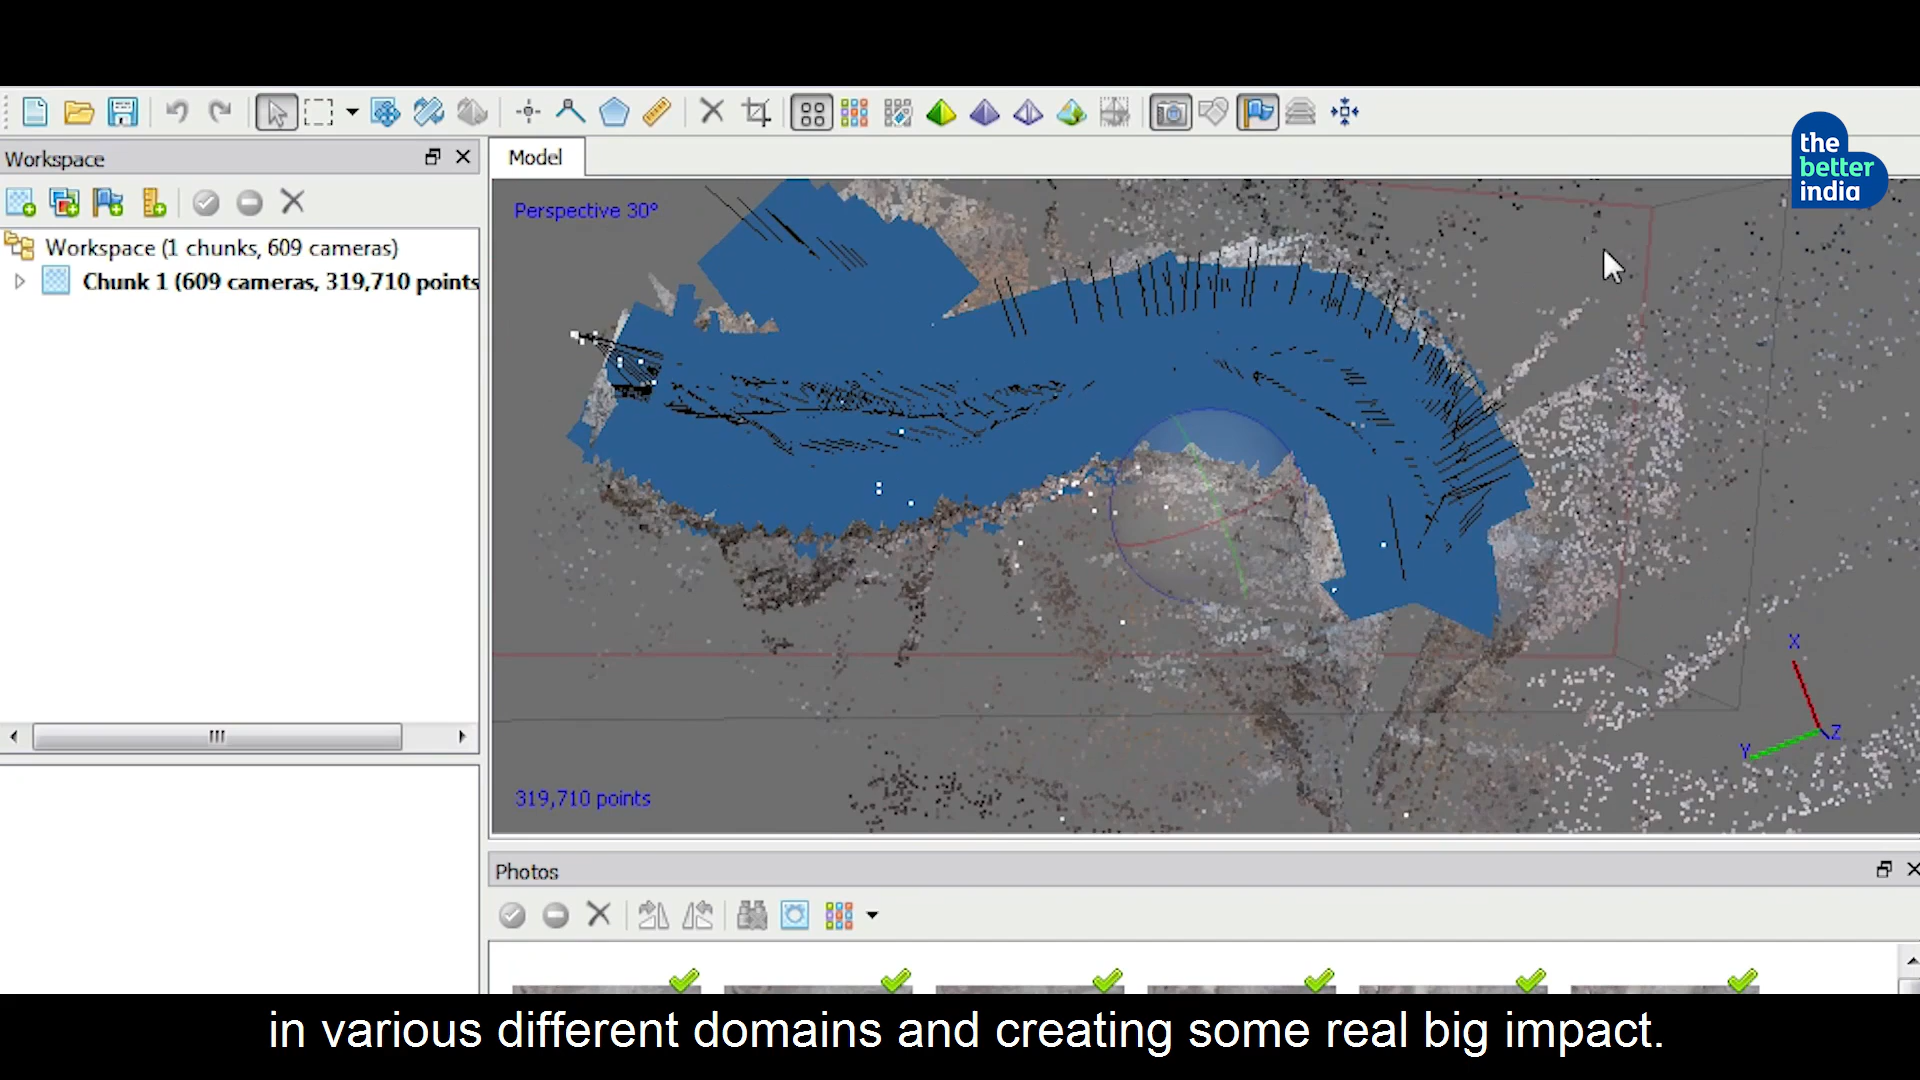 the
better
india
Workspace
Model
Perspective 30°
Workspace (1 chunks, 609 cameras)
Chunk 1 (609 cameras, 319,710 points
X
Y
Z
319,710 points
Photos
in various different domains and creating some real big impact.